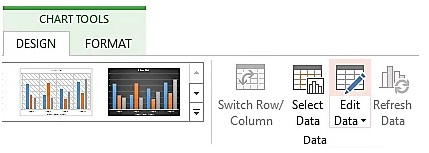 CHART TOOLS
DESIGN FORMAT
Switch Row/ Select Edit Refresh
Column Data Data Data
Data